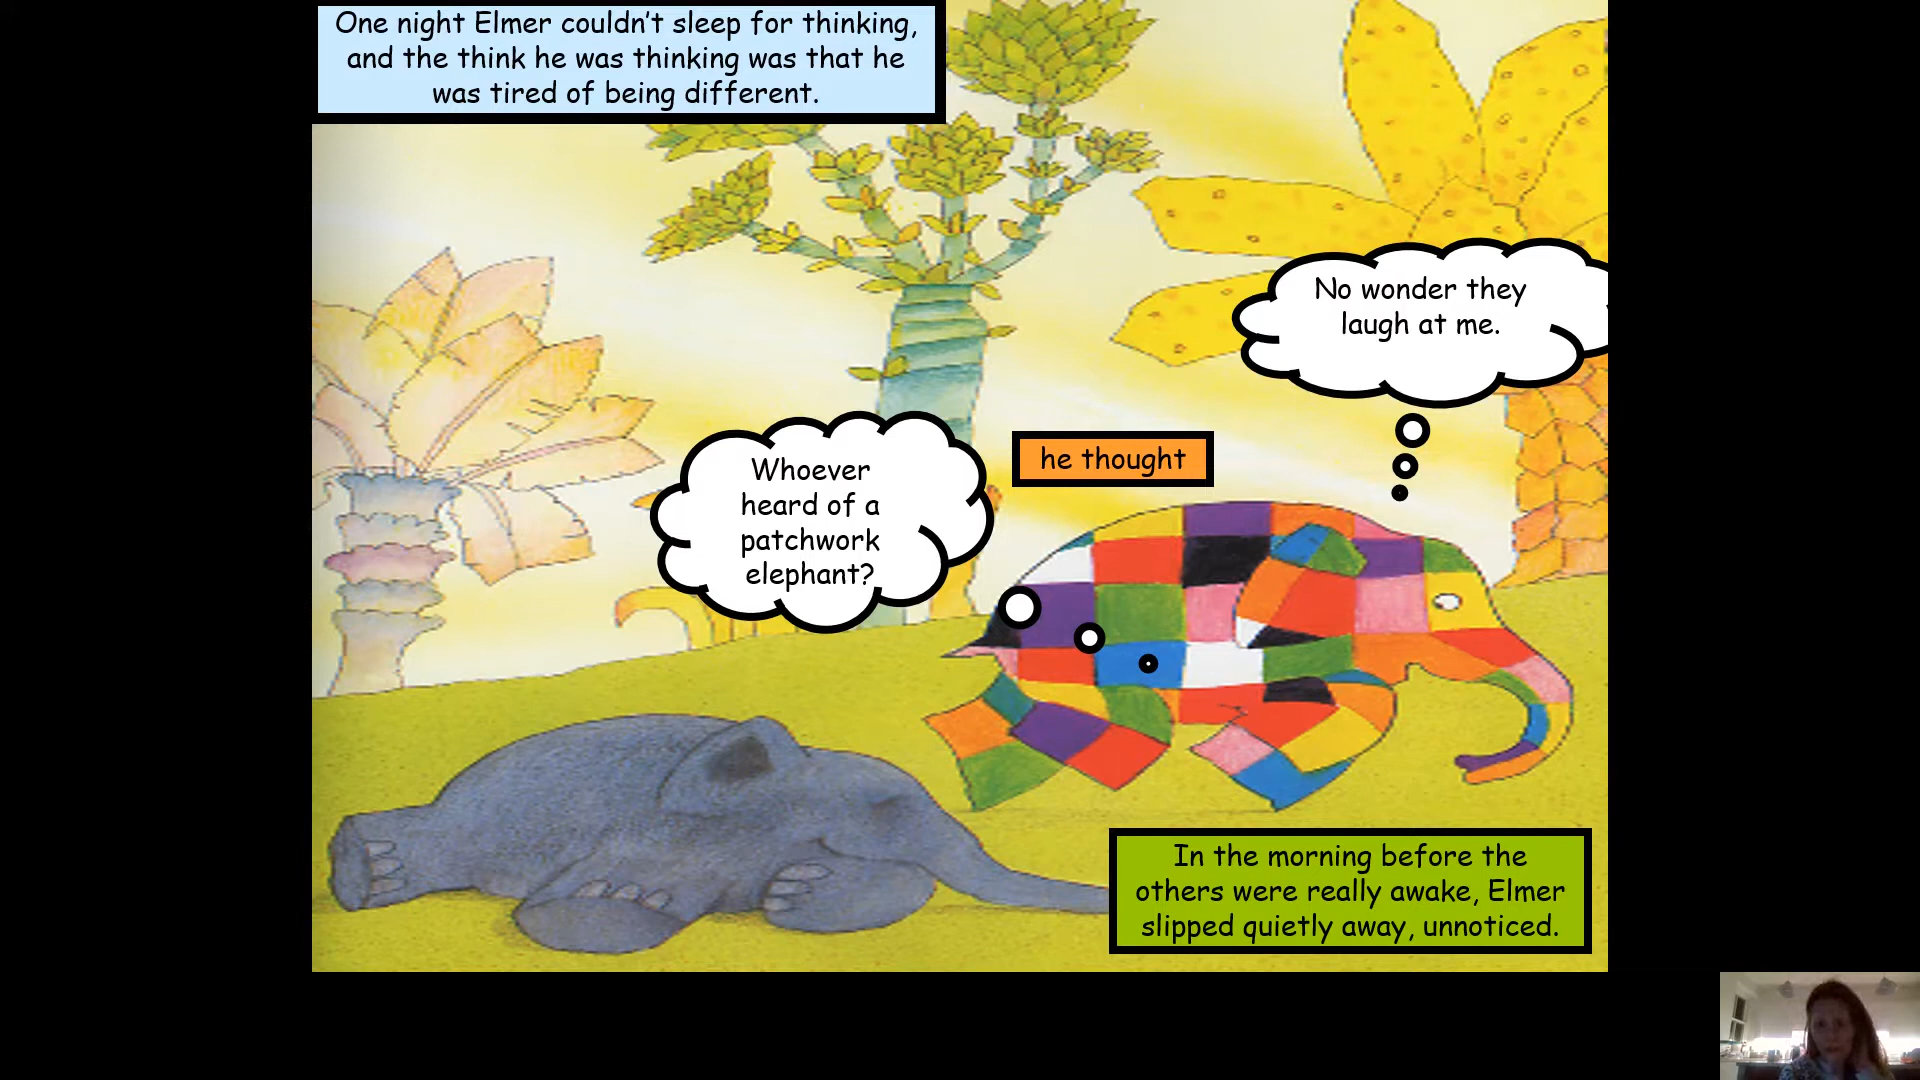 One night Elmer couldn't sleep for thinking,
and the think he was thinking was that he
was tired of being different.
Whoever
heard of a
patchwork
elephant?
he thought
No wonder they
laugh at me.
In the morning before the
others were really awake, Elmer
slipped quietly away, unnoticed.